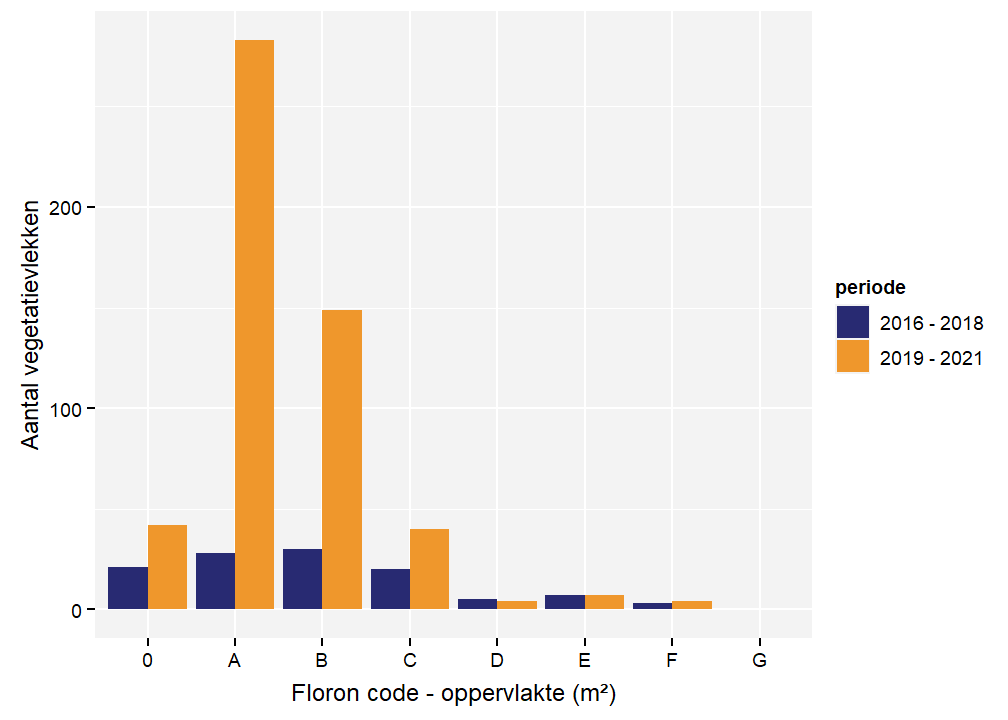 Aantal vegetatievlekken
200
100
0
0 A B C D E F G
Floron code - oppervlakte (m²)
periode
2016 - 2018
2019 - 2021